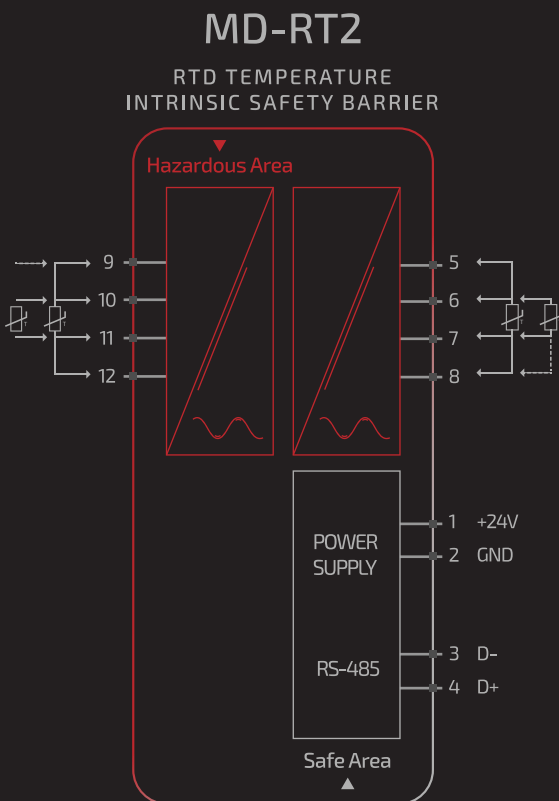 MD-RT2
RTD TEMPERATURE
INTRINSIC SAFETY BARRIER
Hazardous Area
9
10
11
12
5
6
7
8
POWER
SUPPLY
1 +24V
2 GND
RS-485
3 D-
4 D+
Safe Area